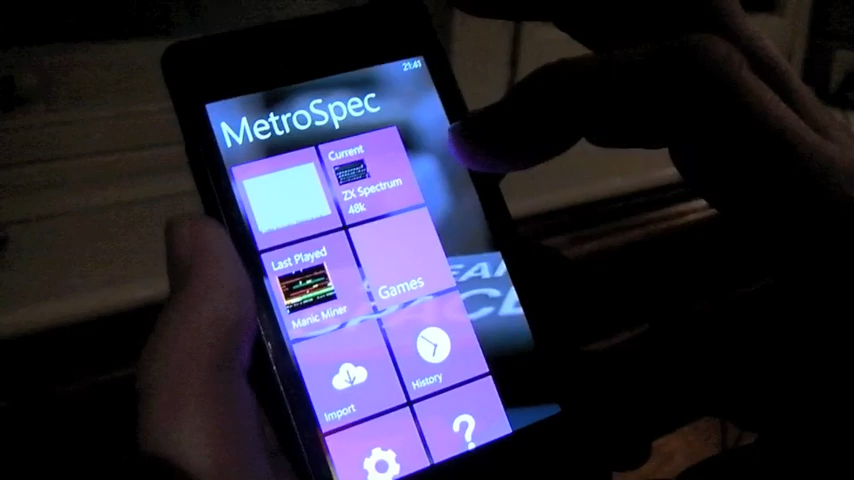 21:41
MetroSpec
Current
ZX Spectrum
48k
Last Played
Manic Miner
Games
Import
History